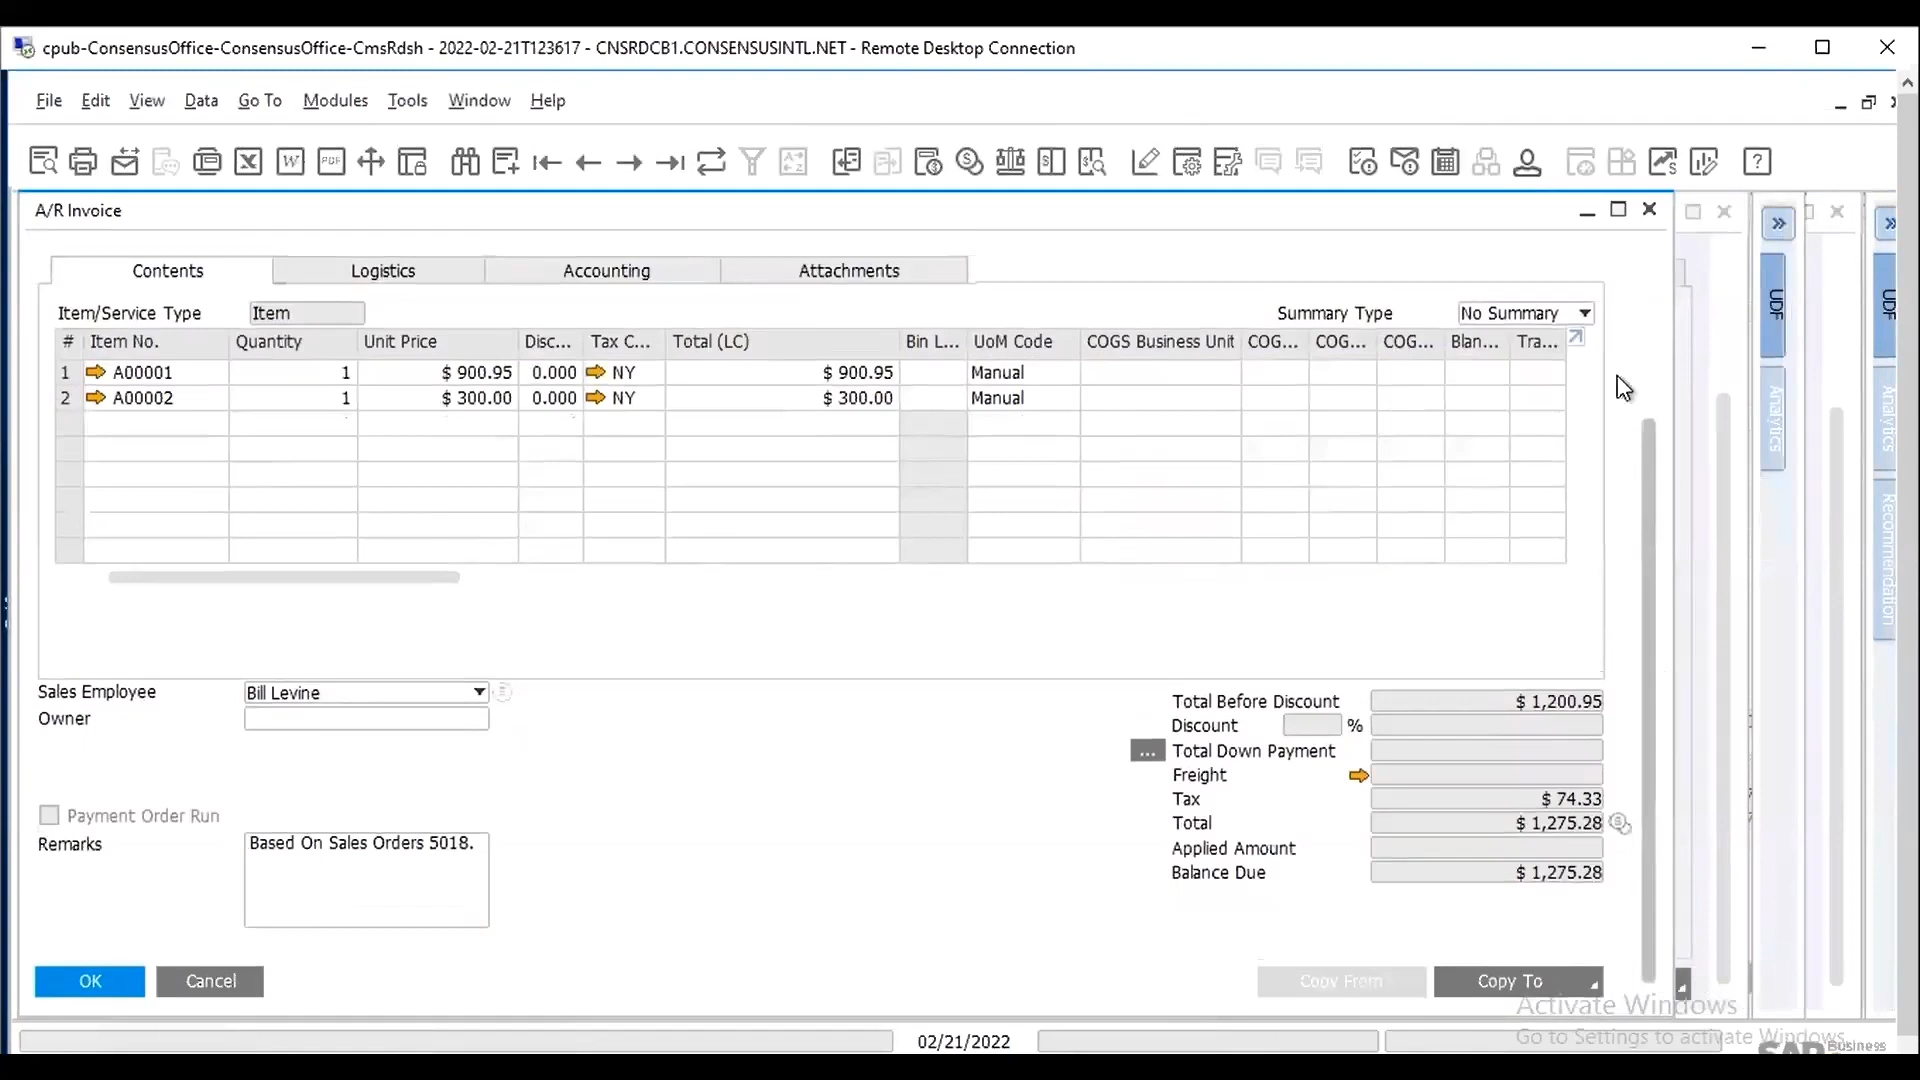 cpub-ConsensusOffice-ConsensusOffice-CmsRdsh - 2022-02-21T123617 - CNSRDCB1.CONSENSUSINTL.NET - Remote Desktop Connection
File Edit View Data Go To Modules Tools Window Help
A/R Invoice
Contents Logistics Accounting Attachments
Item/Service Type Item Summary Type No Summary
# Item No. Quantity Unit Price Disc... Tax C... Total (LC) Bin L... UoM Code COGS Business Unit COG... COG... COG... Blan... Tra...
1 A00001 1 $ 900.95 0.000 NY $ 900.95 Manual
2 A00002 1 $ 300.00 0.000 NY $ 300.00 Manual
UDF
Analytics
UDF
Analytics
Recommendation
Sales Employee Bill Levine
Owner
Total Before Discount $ 1,200.95
Discount %
... Total Down Payment
Freight
Tax $ 74.33
Total $ 1,275.28
Applied Amount
Balance Due $ 1,275.28
Payment Order Run
Remarks Based On Sales Orders 5018.
OK Cancel Copy From Copy To
Activate Windows
Go to Settings to activate Windows.
02/21/2022
SAP Business